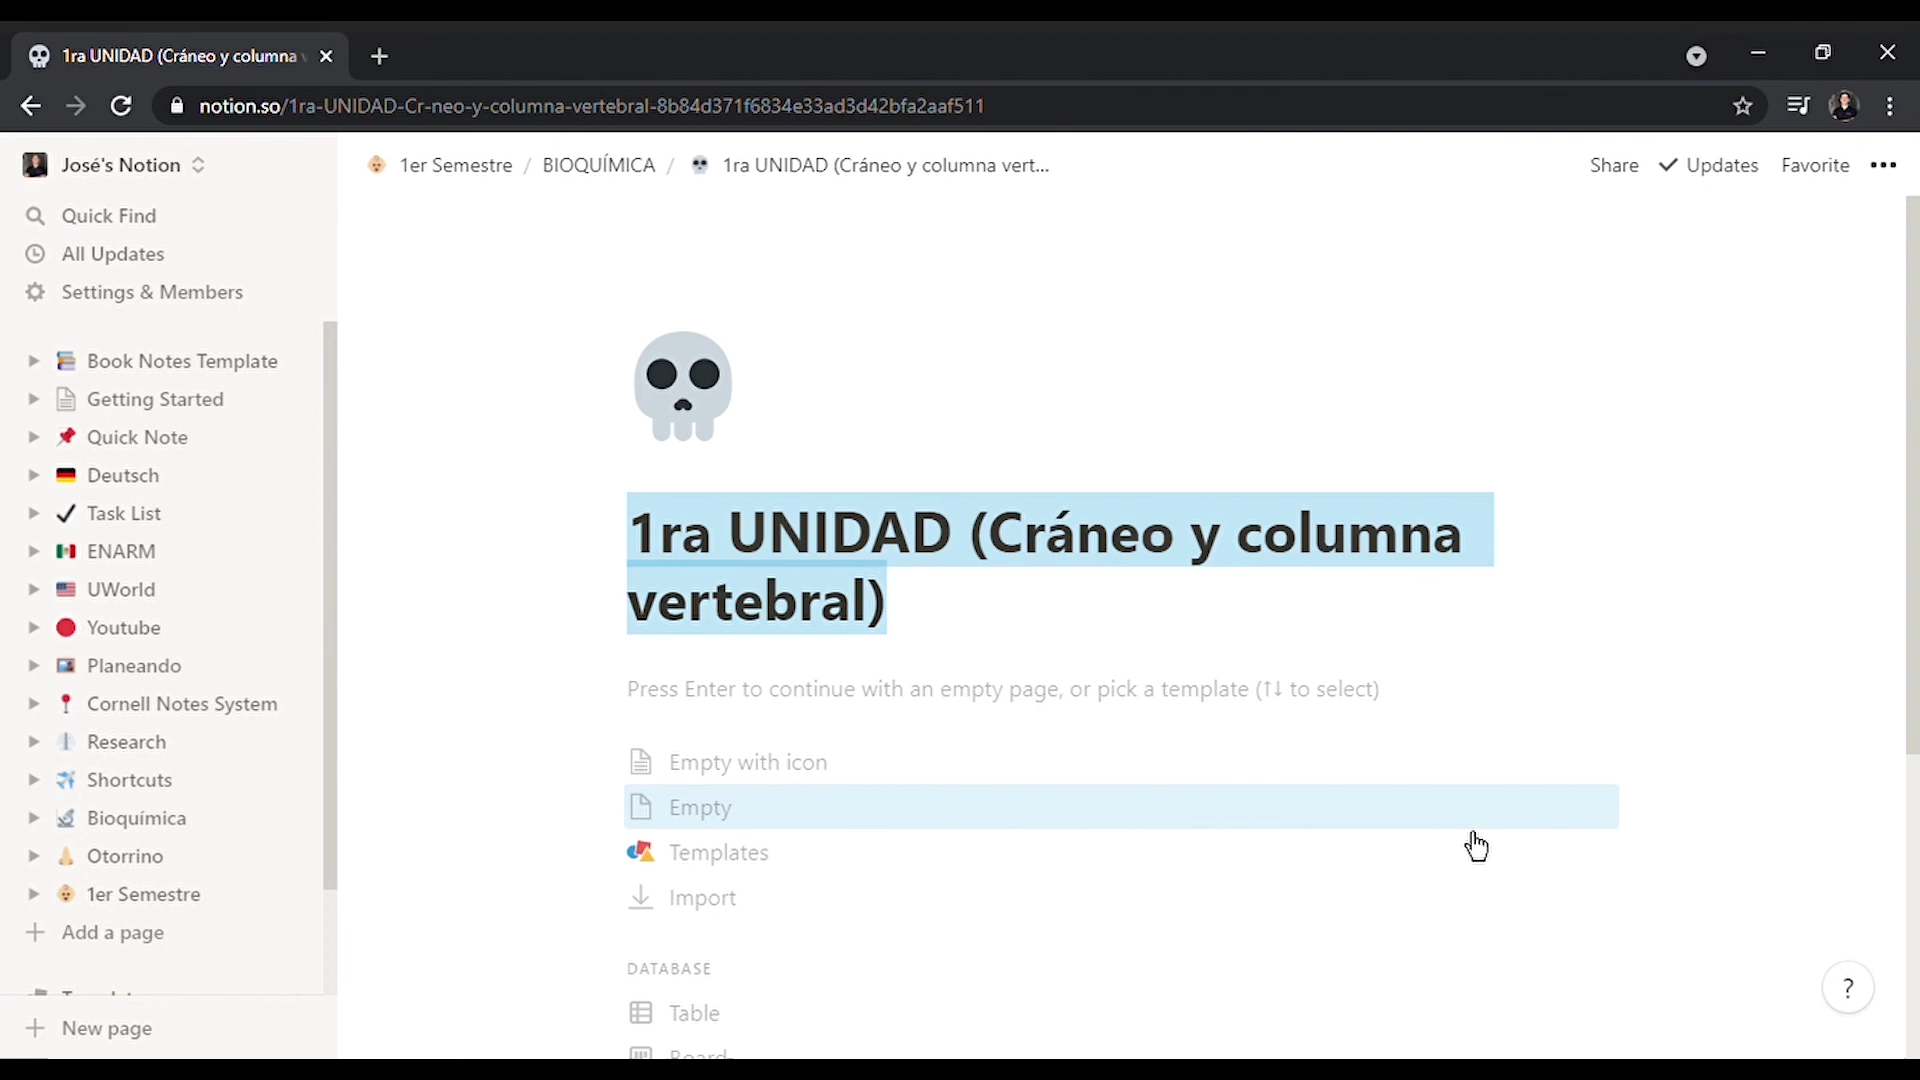 1ra UNIDAD (Cráneo y columna
notion.so/1ra-UNIDAD-Cr-neo-y-columna-vertebral-8b84d371f6834e33ad3d42bfa2aaf511
José's Notion
1er Semestre / BIOQUÍMICA / 1ra UNIDAD (Cráneo y columna vert...
Share Updates Favorite
Quick Find
All Updates
Settings & Members
Book Notes Template
Getting Started
Quick Note
Deutsch
Task List
ENARM
UWorld
Youtube
Planeando
Cornell Notes System
Research
Shortcuts
Bioquímica
Otorrino
1er Semestre
Add a page
New page
1ra UNIDAD (Cráneo y columna
vertebral)
Press Enter to continue with an empty page, or pick a template (↑↓ to select)
Empty with icon
Empty
Templates
Import
DATABASE
Table
Board
?